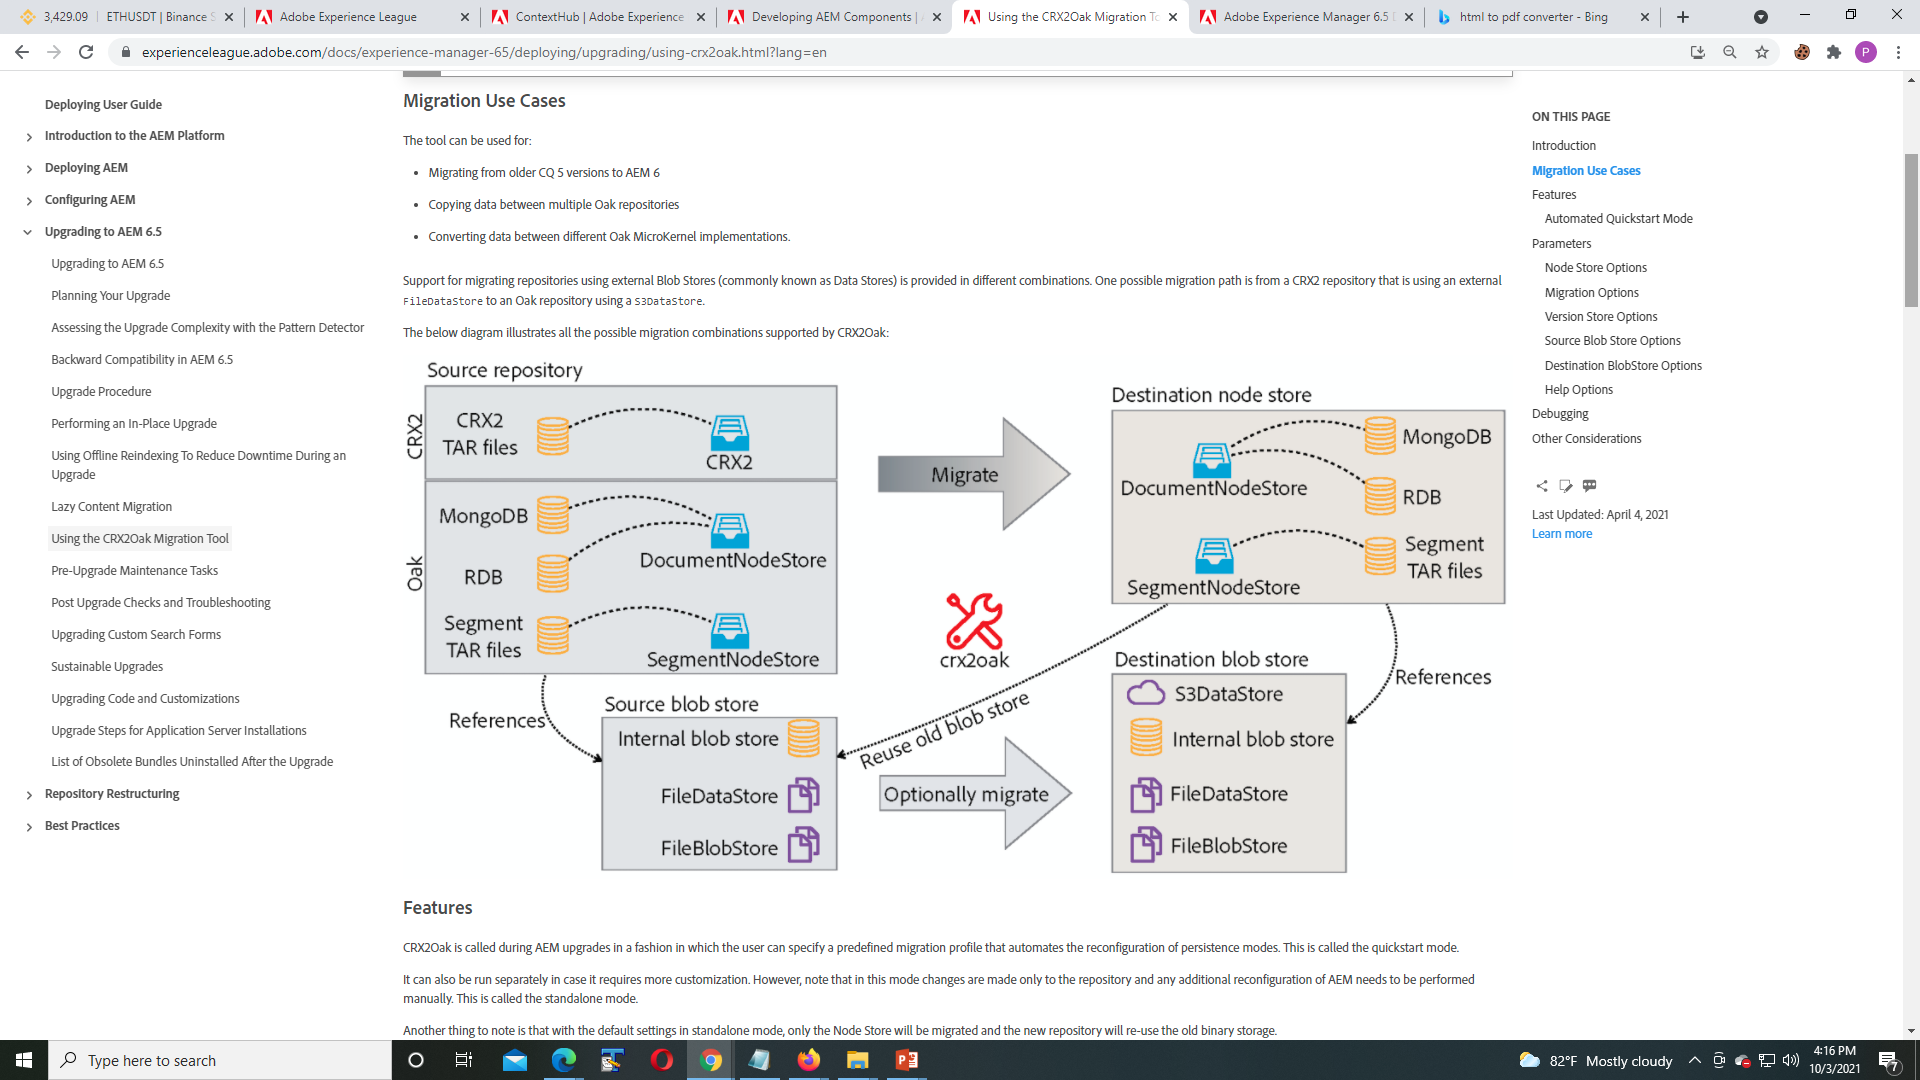 3,429.09 | ETHUSDT | Binance S
Adobe Experience League
ContextHub | Adobe Experience
Developing AEM Components |
Using the CRX2Oak Migration To
Adobe Experience Manager 6.5
html to pdf converter - Bing
experienceleague.adobe.com/docs/experience-manager-65/deploying/upgrading/using-crx2oak.html?lang=en
P
Deploying User Guide
Introduction to the AEM Platform
Deploying AEM
Configuring AEM
Upgrading to AEM 6.5
Upgrading to AEM 6.5
Planning Your Upgrade
Assessing the Upgrade Complexity with the Pattern Detector
Backward Compatibility in AEM 6.5
Upgrade Procedure
Performing an In-Place Upgrade
Using Offline Reindexing To Reduce Downtime During an
Upgrade
Lazy Content Migration
Using the CRX2Oak Migration Tool
Pre-Upgrade Maintenance Tasks
Post Upgrade Checks and Troubleshooting
Upgrading Custom Search Forms
Sustainable Upgrades
Upgrading Code and Customizations
Upgrade Steps for Application Server Installations
List of Obsolete Bundles Uninstalled After the Upgrade
Repository Restructuring
Best Practices
Migration Use Cases
The tool can be used for:
• Migrating from older CQ 5 versions to AEM 6
• Copying data between multiple Oak repositories
• Converting data between different Oak MicroKernel implementations.
Support for migrating repositories using external Blob Stores (commonly known as Data Stores) is provided in different combinations. One possible migration path is from a CRX2 repository that is using an external
FileDataStore to an Oak repository using a S3DataStore.
The below diagram illustrates all the possible migration combinations supported by CRX2Oak:
Source repository
CRX2
CRX2
TAR files
CRX2
Oak
MongoDB
RDB
DocumentNodeStore
Segment
TAR files
SegmentNodeStore
References
Source blob store
Internal blob store
FileDataStore
FileBlobStore
Migrate
crx2oak
Reuse old blob store
Optionally migrate
Destination node store
MongoDB
DocumentNodeStore
RDB
Segment
TAR files
SegmentNodeStore
References
Destination blob store
S3DataStore
Internal blob store
FileDataStore
FileBlobStore
Features
CRX2Oak is called during AEM upgrades in a fashion in which the user can specify a predefined migration profile that automates the reconfiguration of persistence modes. This is called the quickstart mode.
It can also be run separately in case it requires more customization. However, note that in this mode changes are made only to the repository and any additional reconfiguration of AEM needs to be performed
manually. This is called the standalone mode.
Another thing to note is that with the default settings in standalone mode, only the Node Store will be migrated and the new repository will re-use the old binary storage.
ON THIS PAGE
Introduction
Migration Use Cases
Features
Automated Quickstart Mode
Parameters
Node Store Options
Migration Options
Version Store Options
Source Blob Store Options
Destination BlobStore Options
Help Options
Debugging
Other Considerations
Last Updated: April 4, 2021
Learn more
Type here to search
82°F Mostly cloudy
4:16 PM
10/3/2021
7